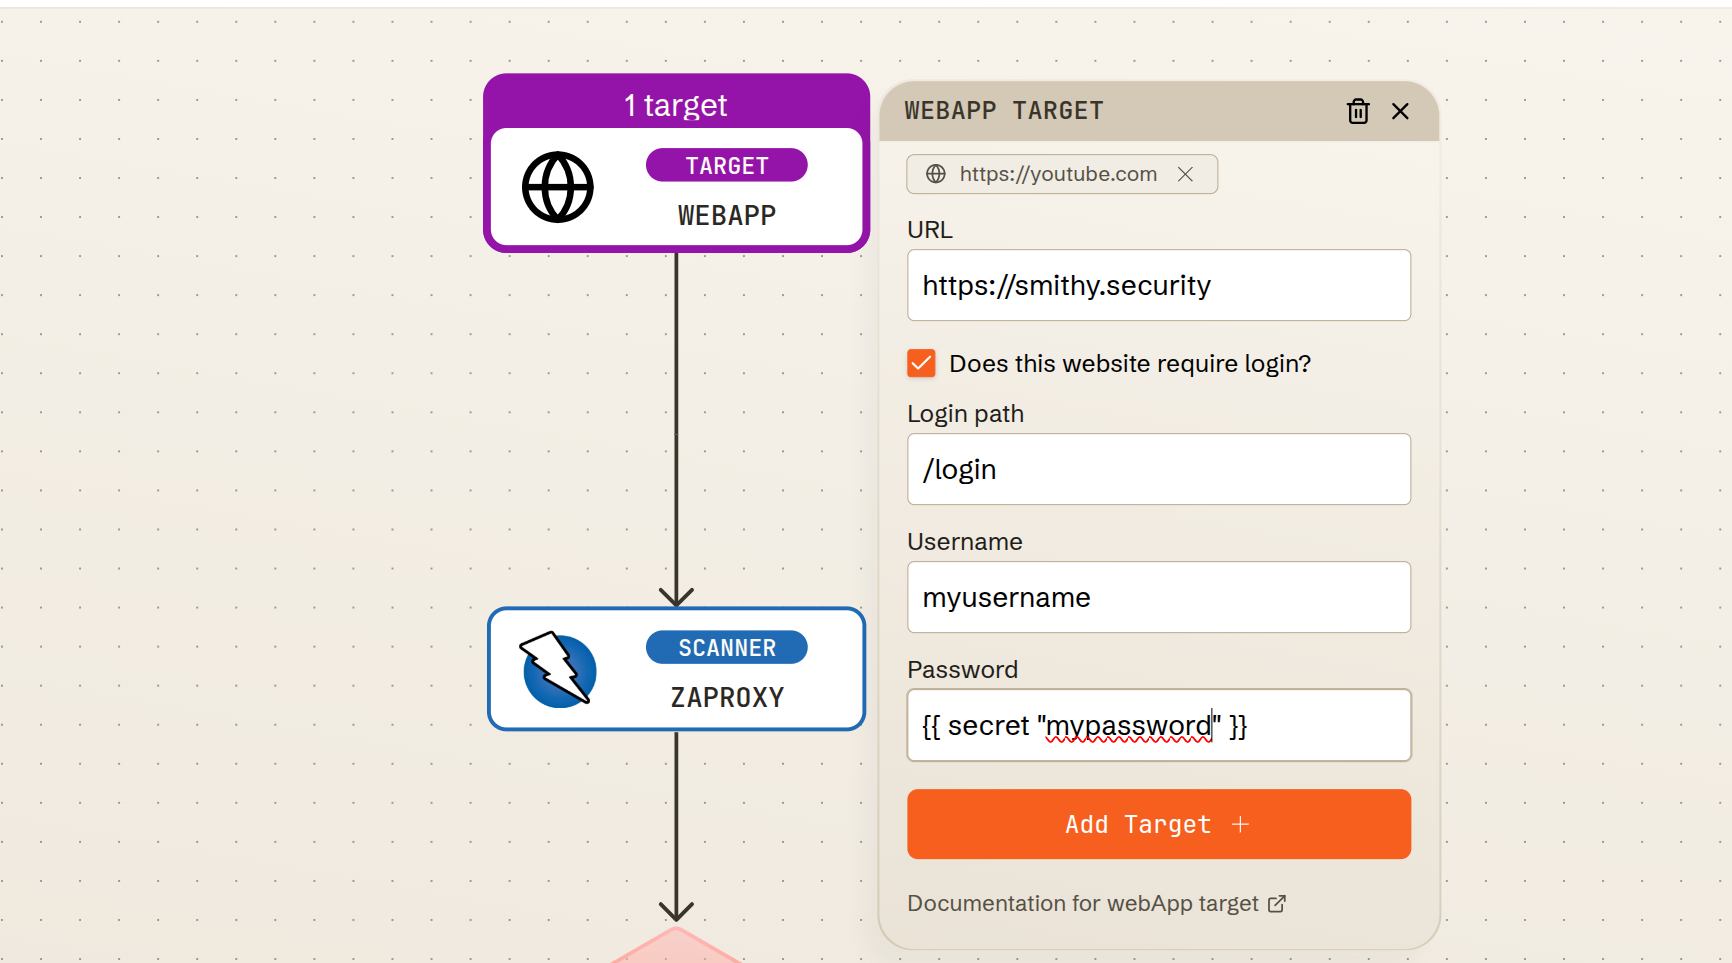 1 target
TARGET
WEBAPP
SCANNER
ZAPROXY
WEBAPP TARGET
https://youtube.com
URL
https://smithy.security
Does this website require login?
Login path
/login
Username
myusername
Password
{{ secret "mypassword" }}
Add Target +
Documentation for webApp target